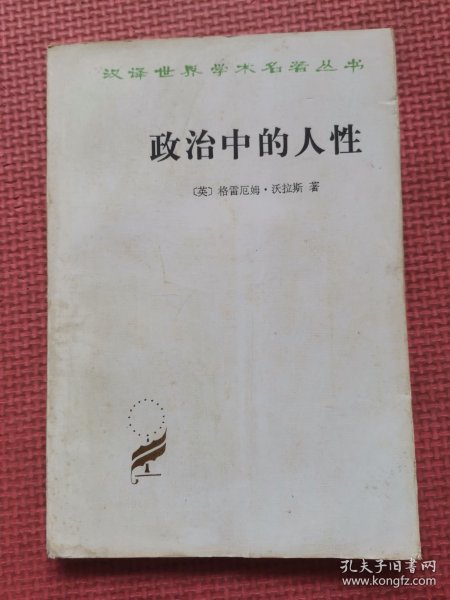 汉译世界学术名著丛书
政治中的人性
〔英〕格雷厄姆·沃拉斯 著
孔夫子旧书网
www.kongfz.com